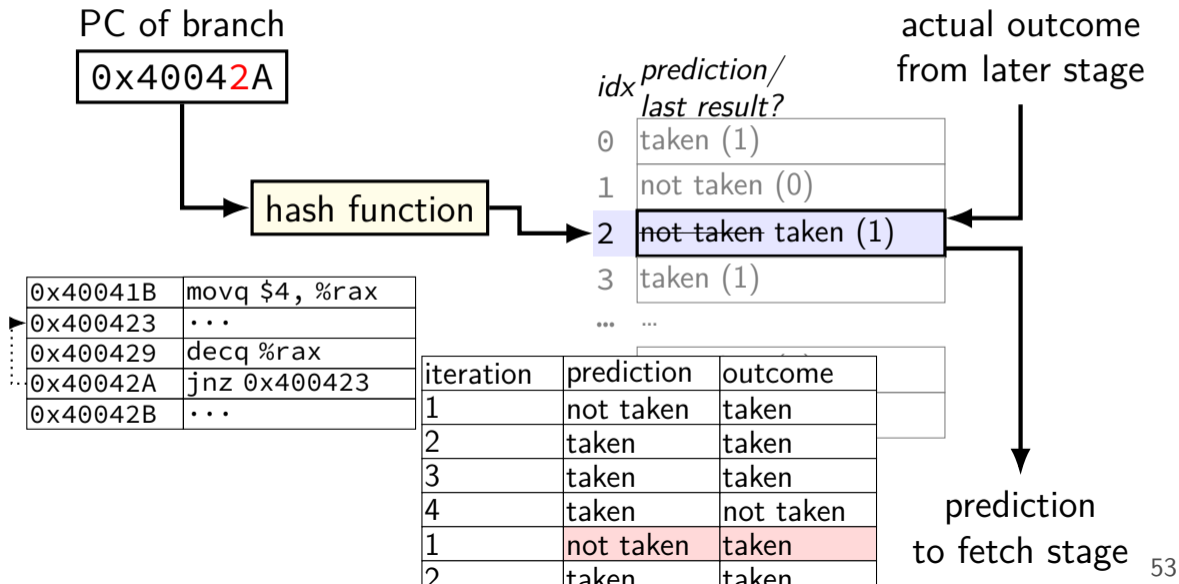 PC of branch
0x40042A
hash function
idx
prediction/
last result?
0 taken (1)
1 not taken (0)
2 not taken taken (1)
3 taken (1)
... ...
actual outcome
from later stage
prediction
to fetch stage
0x40041B movq $4, %rax
0x400423 ...
0x400429 decq %rax
0x40042A jnz 0x400423
0x40042B ...
iteration prediction outcome
1 not taken taken
2 taken taken
3 taken taken
4 taken not taken
1 not taken taken
2 taken taken
53